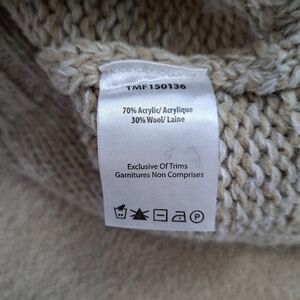 TMF150136
70% Acrylic/ Acrylique
30% Wool/ Laine
Exclusive Of Trims
Garnitures Non Comprises
P